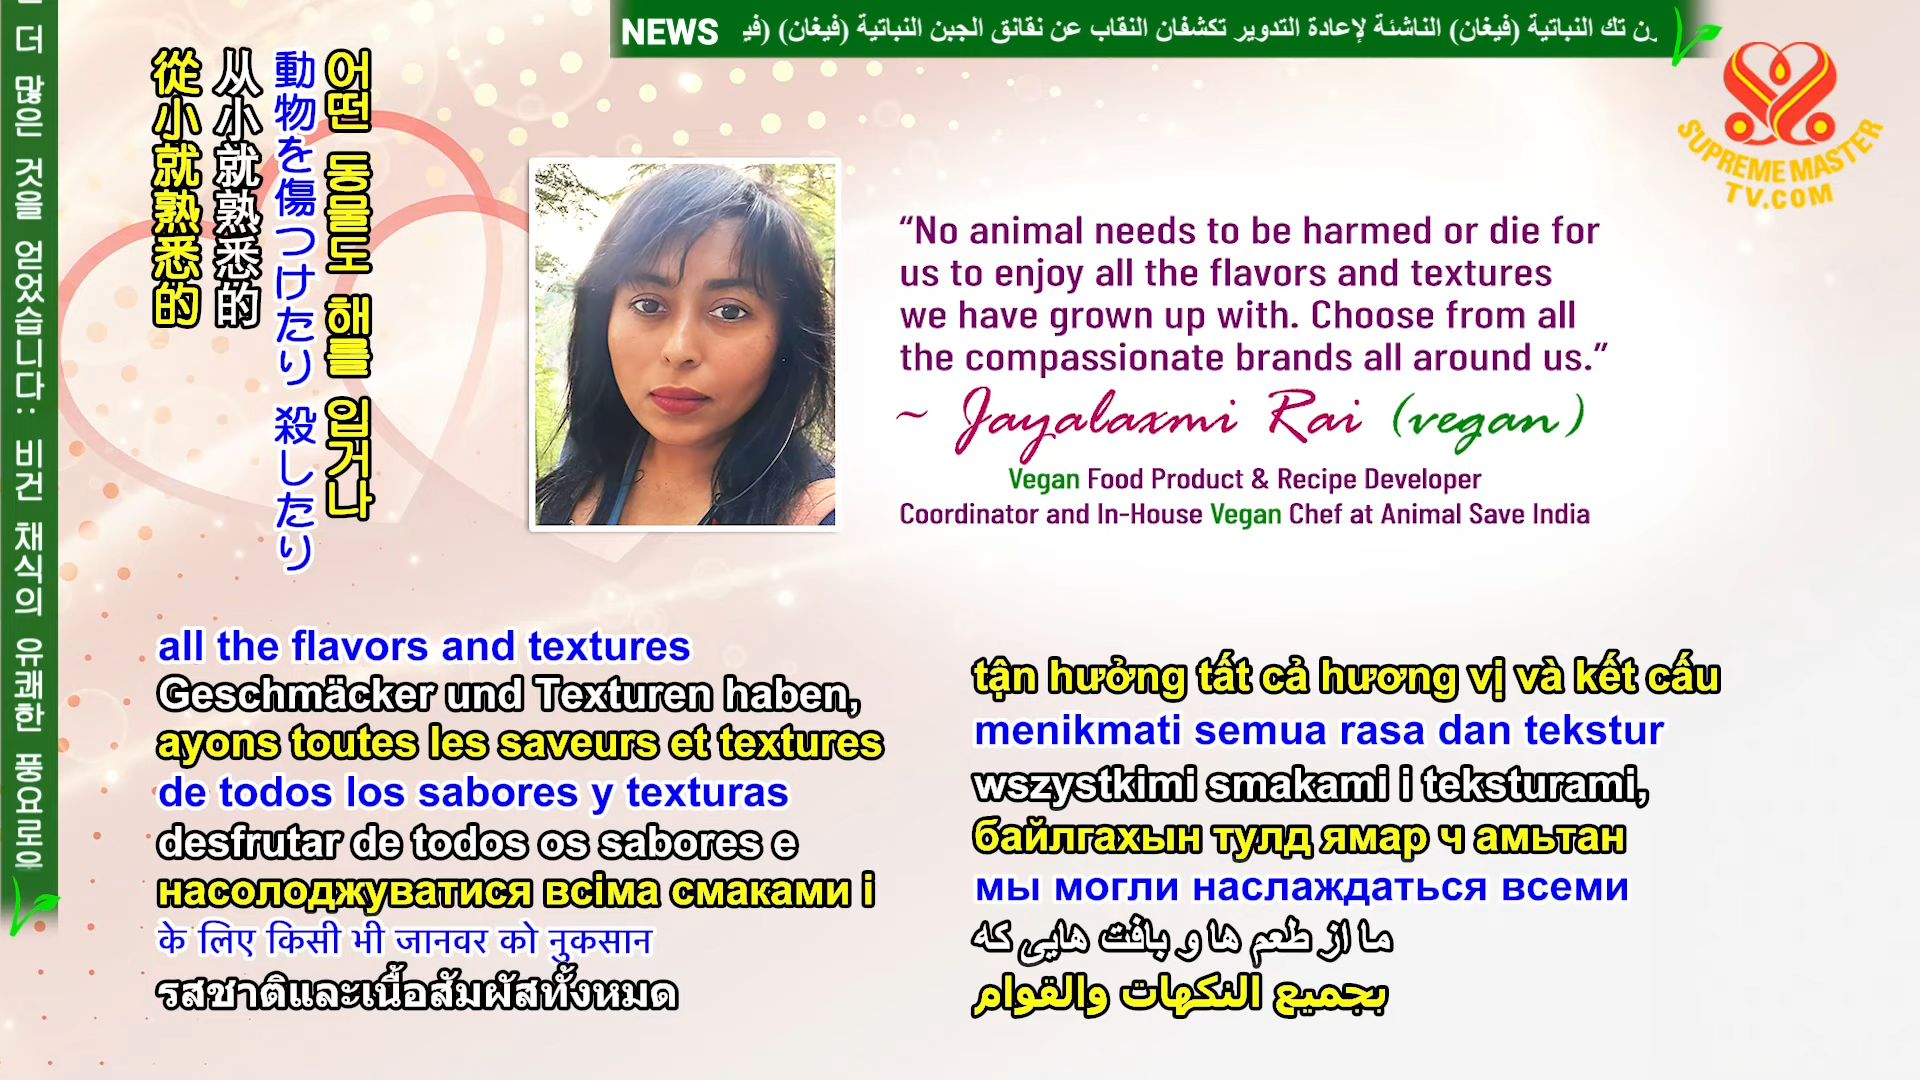 NEWS
ن تك النباتية (فيغان) الناشئة لإعادة التدوير تكشفان النقاب عن نقانق الجبن النباتية (فيغان) (في
SUPREME MASTER
TV.COM
더 많은 것을 얻었습니다: 비건 채식의 유쾌한 풍요로움
어떤 동물도 해를 입거나
動物を傷つけたり 殺したり
从小就熟悉的
從小就熟悉的
“No animal needs to be harmed or die for
us to enjoy all the flavors and textures
we have grown up with. Choose from all
the compassionate brands all around us.”
~ Jayalaxmi Rai (vegan)
Vegan Food Product & Recipe Developer
Coordinator and In-House Vegan Chef at Animal Save India
all the flavors and textures
Geschmäcker und Texturen haben,
ayons toutes les saveurs et textures
de todos los sabores y texturas
desfrutar de todos os sabores e
насолоджуватися всіма смаками і
के लिए किसी भी जानवर को नुकसान
รสชาติและเนื้อสัมผัสทั้งหมด
tận hưởng tất cả hương vị và kết cấu
menikmati semua rasa dan tekstur
wszystkimi smakami i teksturami,
байлгахын тулд ямар ч амьтан
мы могли наслаждаться всеми
ما از طعم ها و بافت هایی که
بجميع النكهات والقوام